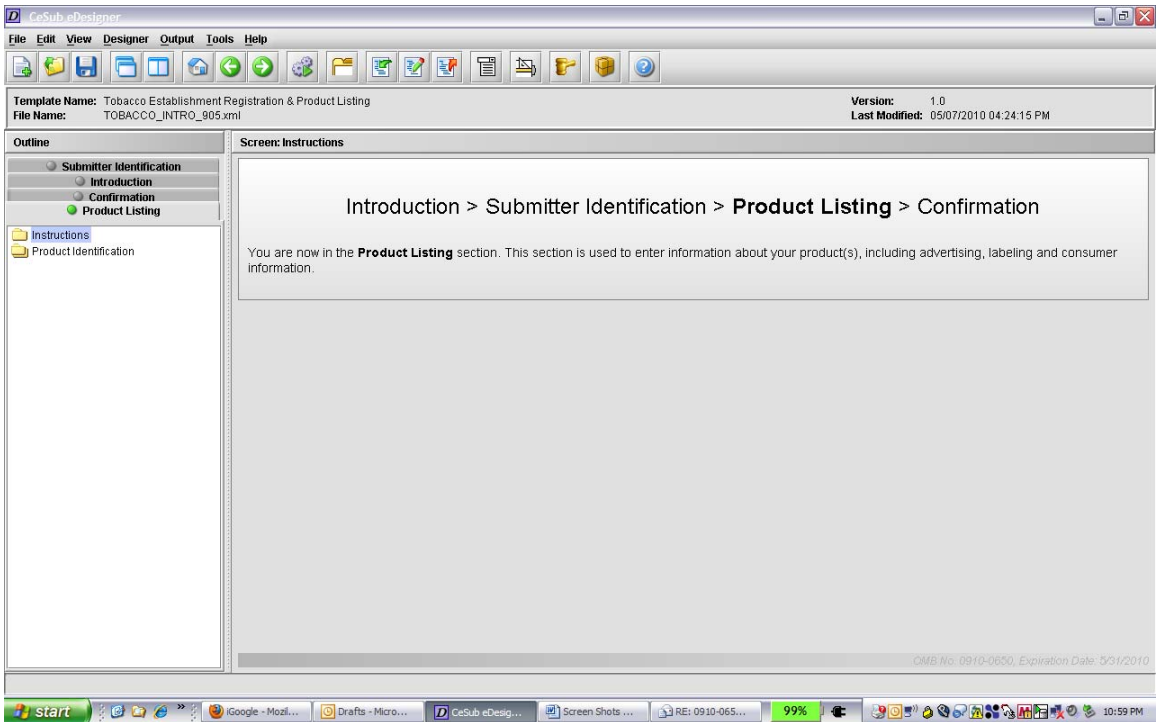 CeSub eDesigner
File Edit View Designer Output Tools Help
Template Name: Tobacco Establishment Registration & Product Listing
Version: 1.0
File Name: TOBACCO_INTRO_905.xml
Last Modified: 05/07/2010 04:24:15 PM
Outline
Screen: Instructions
Submitter Identification
Introduction
Confirmation
Product Listing
Instructions
Product Identification
Introduction > Submitter Identification > Product Listing > Confirmation
You are now in the Product Listing section. This section is used to enter information about your product(s), including advertising, labeling and consumer
information.
OMB No: 0910-0650, Expiration Date: 5/31/2010
start
iGoogle - Mozil...
Drafts - Micro...
CeSub eDesig...
Screen Shots ...
RE: 0910-065...
99%
10:59 PM